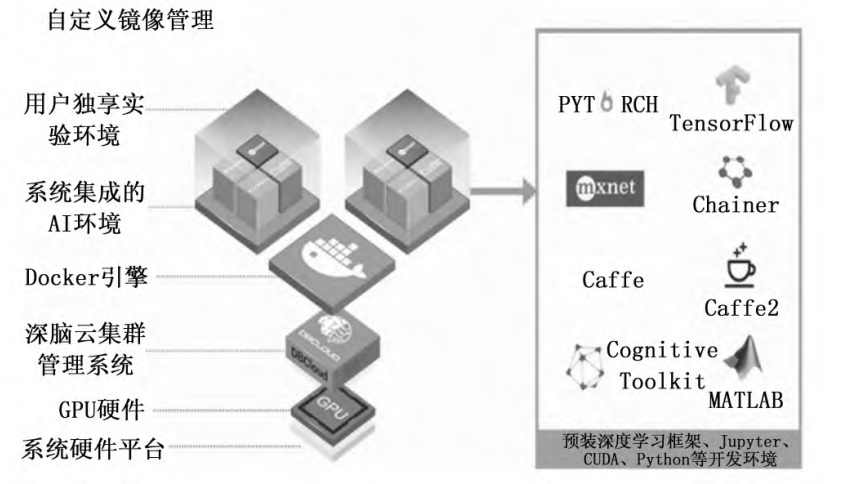 自定义镜像管理
用户独享实
验环境
系统集成的
AI环境
Docker引擎
深脑云集群
管理系统
GPU硬件
系统硬件平台
DBCLOUD
DBCloud
GPU
PYT RCH
TensorFlow
mxnet
Chainer
Caffe
Caffe2
Cognitive
Toolkit
MATLAB
预装深度学习框架、Jupyter、
CUDA、Python等开发环境